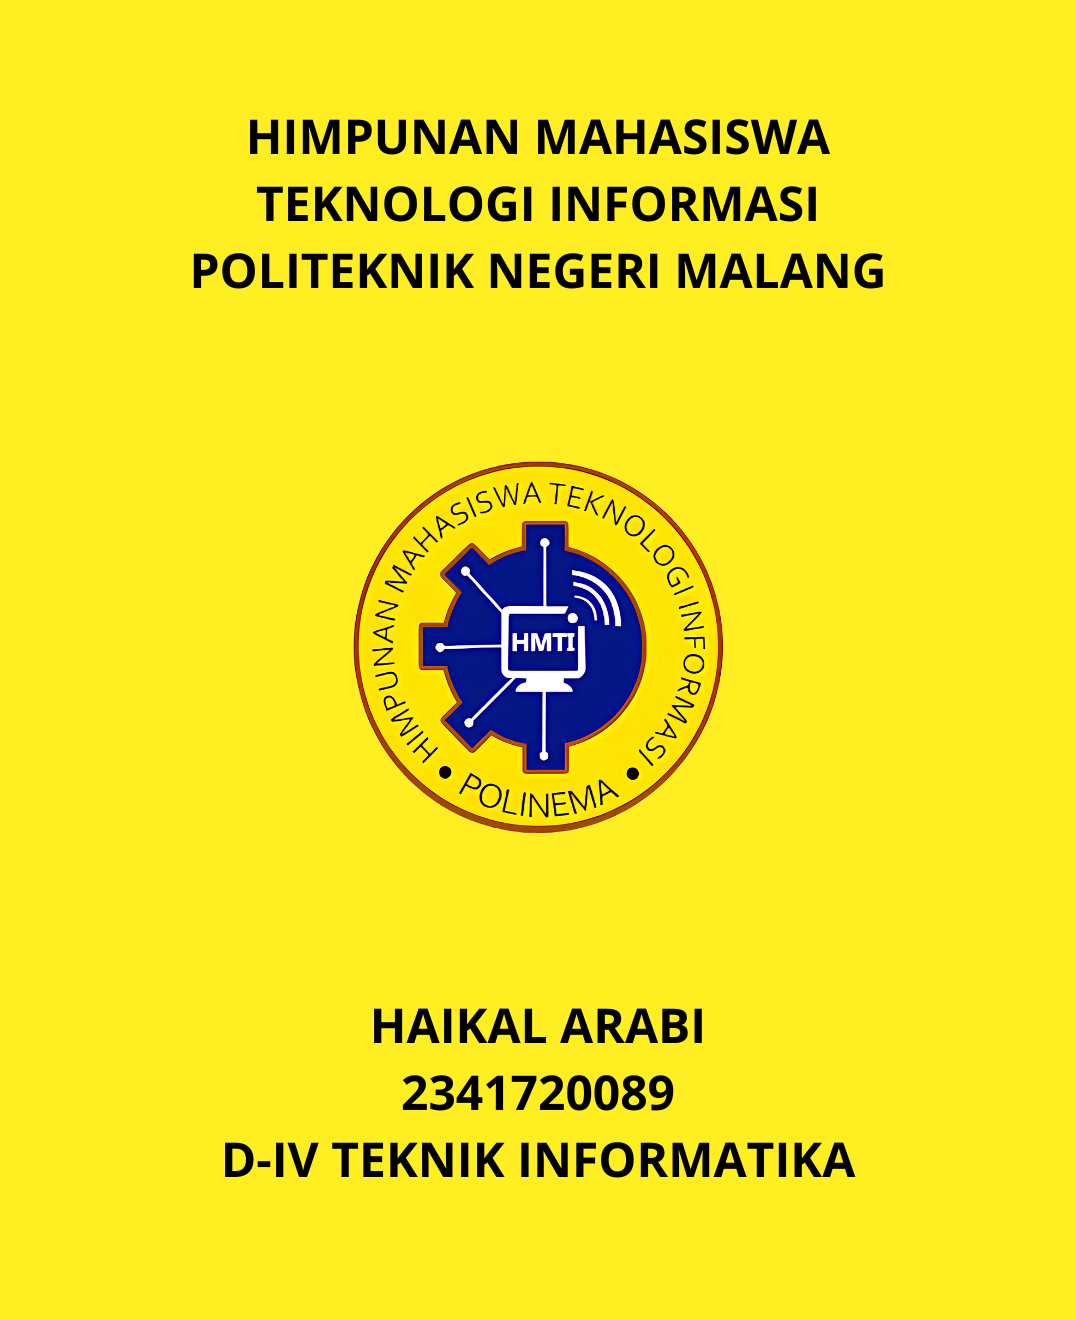 HIMPUNAN MAHASISWA
TEKNOLOGI INFORMASI
POLITEKNIK NEGERI MALANG
HIMPUNAN MAHASISWA TEKNOLOGI INFORMASI
HMTI
• POLINEMA •
HAIKAL ARABI
2341720089
D-IV TEKNIK INFORMATIKA